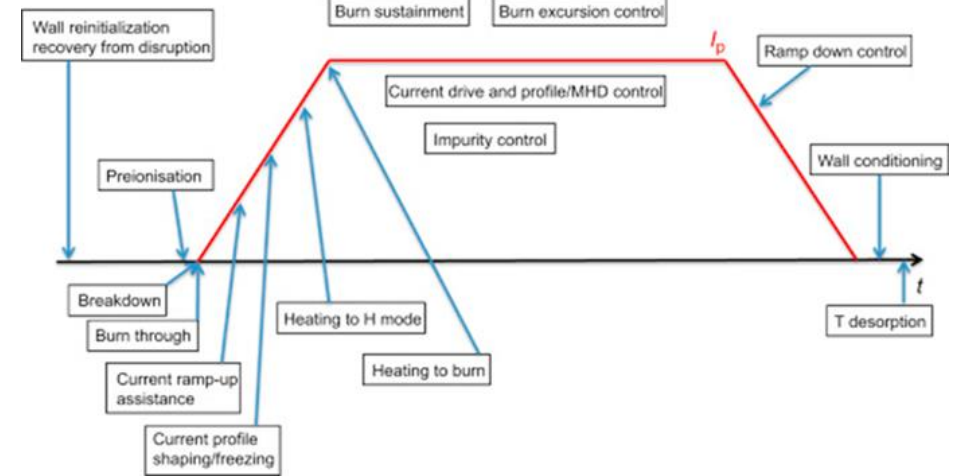 Burn sustainment
Burn excursion control
Wall reinitialization
recovery from disruption
Ip
Ramp down control
Current drive and profile/MHD control
Impurity control
Wall conditioning
Preionisation
t
Breakdown
Burn through
Heating to H mode
T desorption
Heating to burn
Current ramp-up
assistance
Current profile
shaping/freezing